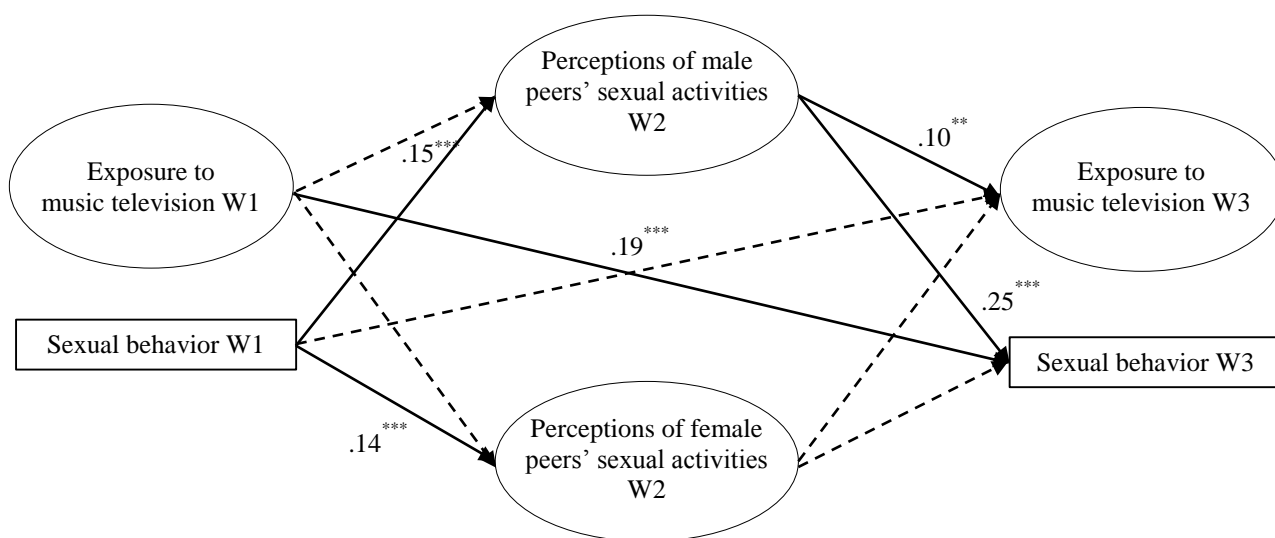 Perceptions of male
peers’ sexual activities
W2
Exposure to
music television W1
.15***
.10**
Exposure to
music television W3
.19***
Sexual behavior W1
.25***
Sexual behavior W3
.14***
Perceptions of female
peers’ sexual activities
W2